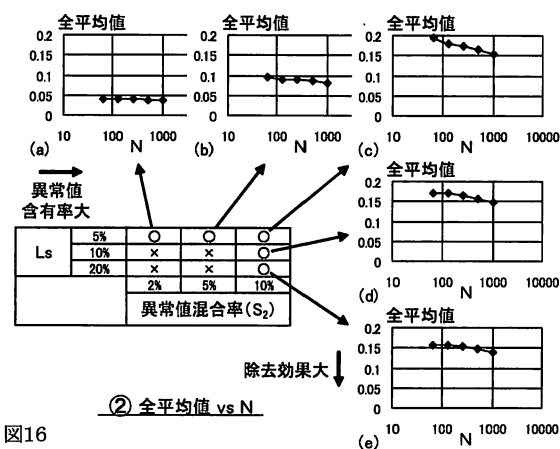 全平均値
0.2
0.15
0.1
0.05
0
10 100 1000
(a) N
全平均値
0.2
0.15
0.1
0.05
0
10 100 1000
(b) N
全平均値
0.2
0.15
0.1
0.05
0
10 100 1000 10000
(c) N
異常値
含有率大
Ls 5% ○ ○ ○
10% × × ○
20% × × ○
2% 5% 10%
異常値混合率(S₂)
全平均値
0.2
0.15
0.1
0.05
0
10 100 1000 10000
(d) N
除去効果大
全平均値
0.2
0.15
0.1
0.05
0
10 100 1000 10000
(e) N
② 全平均値 vs N
図16